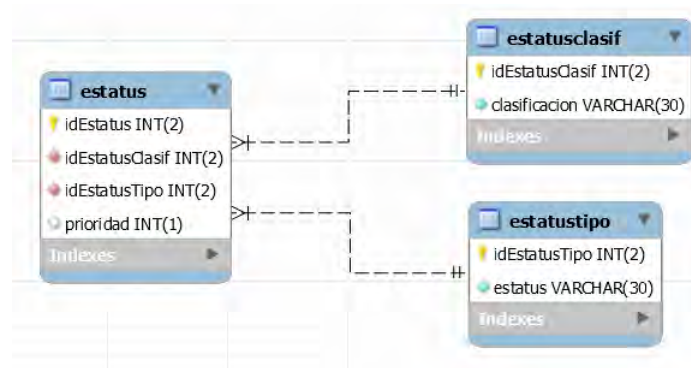 estatus
idEstatus INT(2)
idEstatusClasif INT(2)
idEstatusTipo INT(2)
prioridad INT(1)
Indexes
estatusclasif
idEstatusClasif INT(2)
clasificacion VARCHAR(30)
Indexes
estatustipo
idEstatusTipo INT(2)
estatus VARCHAR(30)
Indexes